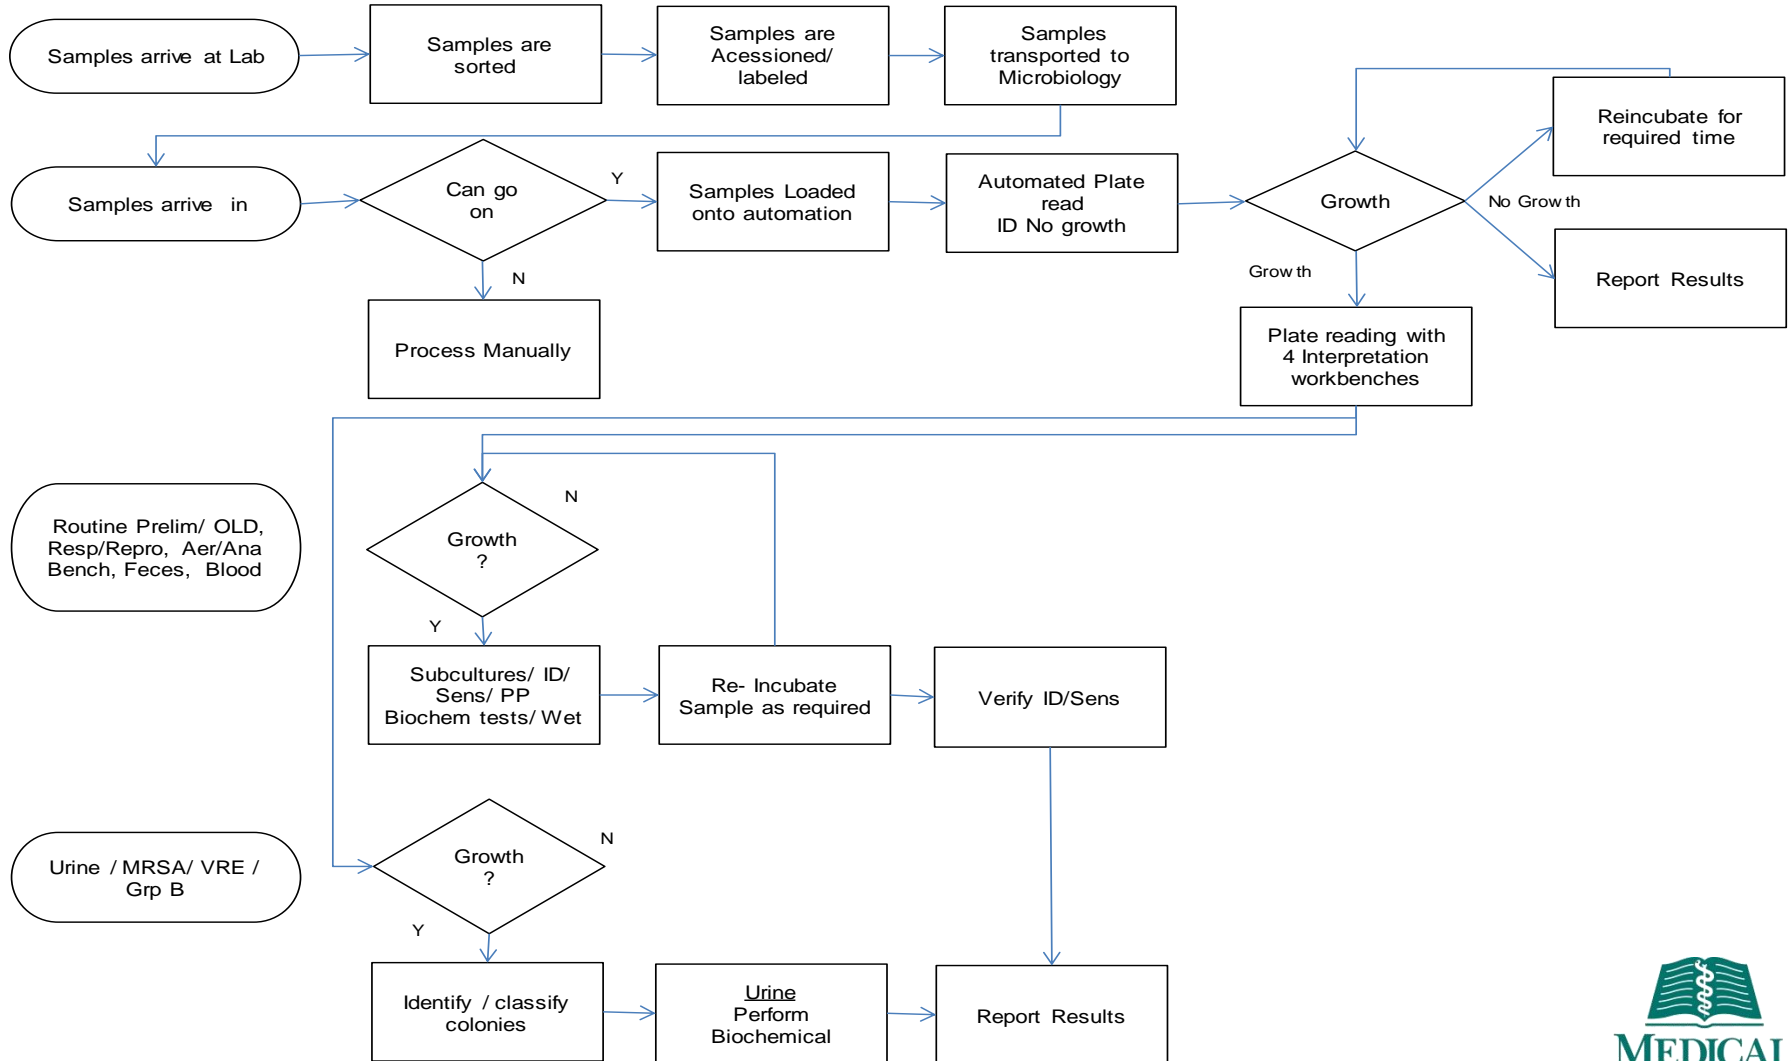 Samples arrive at Lab
Samples are
sorted
Samples are
Acessioned/
labeled
Samples
transported to
Microbiology
Reincubate for
required time
Samples arrive in
Can go
on
Y
N
Samples Loaded
onto automation
Automated Plate
read
ID No growth
Growth
No Growth
Growth
Report Results
Process Manually
Plate reading with
4 Interpretation
workbenches
Routine Prelim/ OLD,
Resp/Repro, Aer/Ana
Bench, Feces, Blood
Growth
?
N
Y
Subcultures/ ID/
Sens/ PP
Biochem tests/ Wet
Re- Incubate
Sample as required
Verify ID/Sens
Urine / MRSA/ VRE /
Grp B
Growth
?
N
Y
Identify / classify
colonies
Urine
Perform
Biochemical
Report Results
MEDICAL